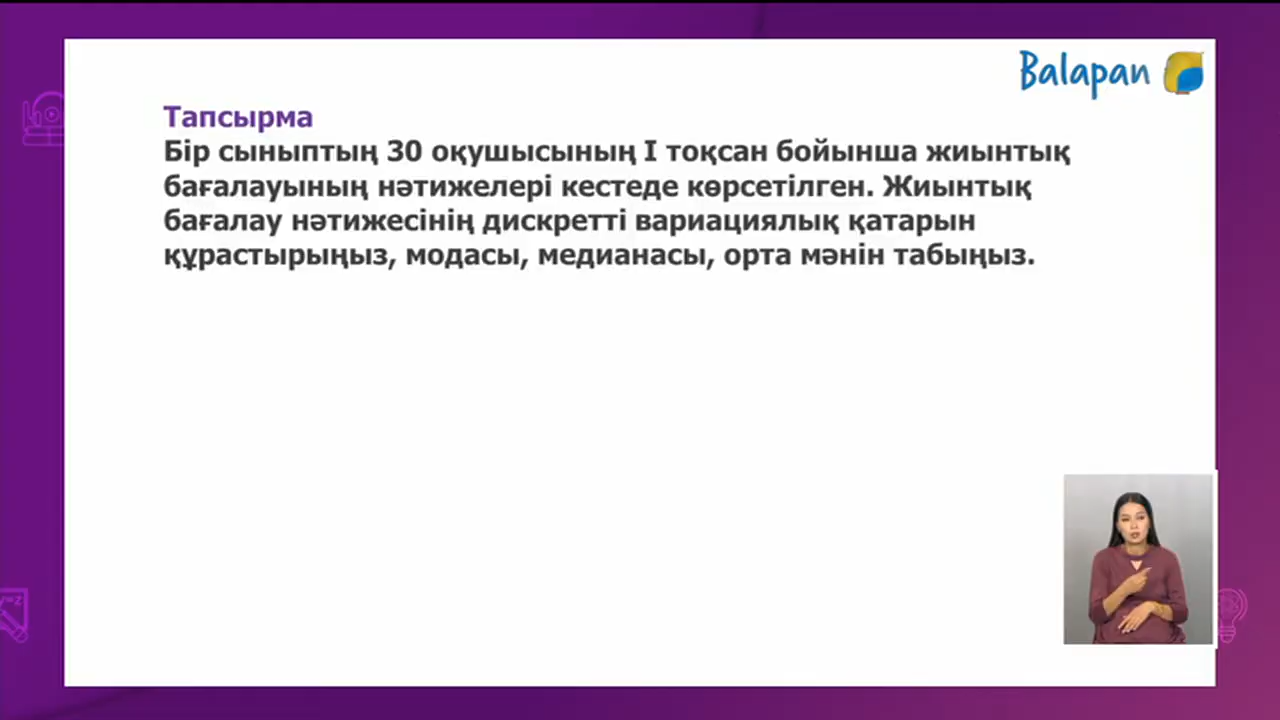 Balapan
Тапсырма
Бір сыныптың 30 оқушысының I тоқсан бойынша жиынтық
бағалауының нәтижелері кестеде көрсетілген. Жиынтық
бағалау нәтижесінің дискретті вариациялық қатарын
құрастырыңыз, модасы, медианасы, орта мәнін табыңыз.